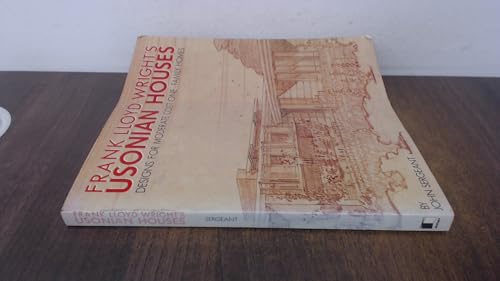 FRANK LLOYD WRIGHT'S
USONIAN HOUSES
DESIGNS FOR MODERATE COST ONE-FAMILY HOMES
BY
JOHN SERGEANT
FRANK LLOYD WRIGHT'S
USONIAN HOUSES
SERGEANT